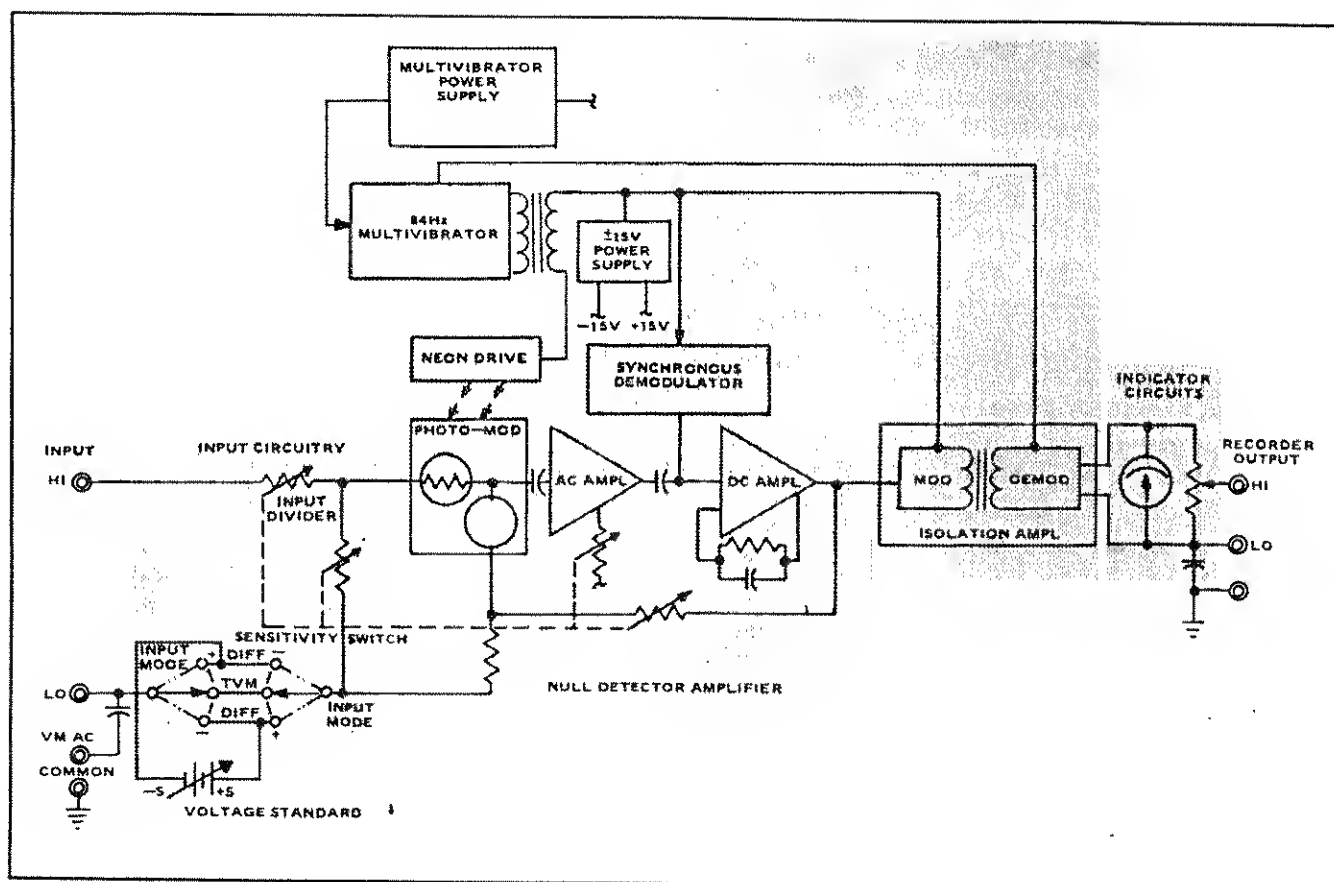 MULTIVIBRATOR
POWER
SUPPLY
84Hz
MULTIVIBRATOR
±15V
POWER
SUPPLY
−15V +15V
NEON DRIVE
SYNCHRONOUS
DEMODULATOR
INDICATOR
CIRCUITS
PHOTO-MOD
INPUT
INPUT CIRCUITRY
RECORDER
OUTPUT
HI
INPUT
DIVIDER
AC AMPL
DC AMPL
MOD
DEMOD
HI
ISOLATION AMPL
LO
SENSITIVITY SWITCH
INPUT
MODE
+ DIFF −
NULL DETECTOR AMPLIFIER
LO
TVM
DIFF
INPUT
MODE
− +
VM AC
COMMON
−S +S
VOLTAGE STANDARD